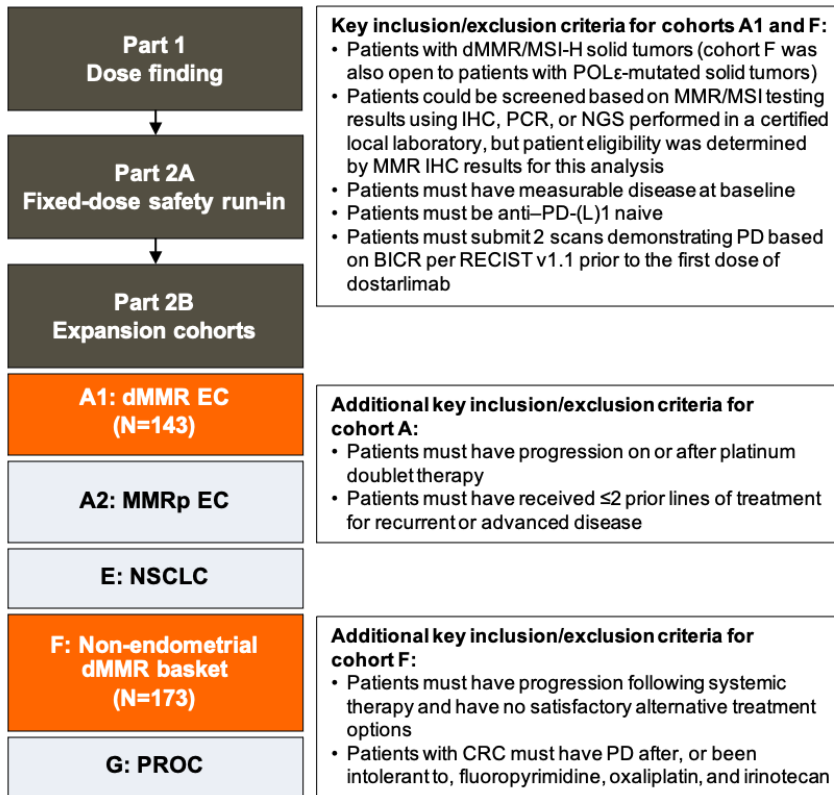 Part 1
Dose finding
Part 2A
Fixed-dose safety run-in
Part 2B
Expansion cohorts
A1: dMMR EC
(N=143)
A2: MMRp EC
E: NSCLC
F: Non-endometrial
dMMR basket
(N=173)
G: PROC
Key inclusion/exclusion criteria for cohorts A1 and F:
• Patients with dMMR/MSI-H solid tumors (cohort F was
also open to patients with POLε-mutated solid tumors)
• Patients could be screened based on MMR/MSI testing
results using IHC, PCR, or NGS performed in a certified
local laboratory, but patient eligibility was determined
by MMR IHC results for this analysis
• Patients must have measurable disease at baseline
• Patients must be anti–PD-(L)1 naive
• Patients must submit 2 scans demonstrating PD based
on BICR per RECIST v1.1 prior to the first dose of
dostarlimab
Additional key inclusion/exclusion criteria for
cohort A:
• Patients must have progression on or after platinum
doublet therapy
• Patients must have received ≤2 prior lines of treatment
for recurrent or advanced disease
Additional key inclusion/exclusion criteria for
cohort F:
• Patients must have progression following systemic
therapy and have no satisfactory alternative treatment
options
• Patients with CRC must have PD after, or been
intolerant to, fluoropyrimidine, oxaliplatin, and irinotecan